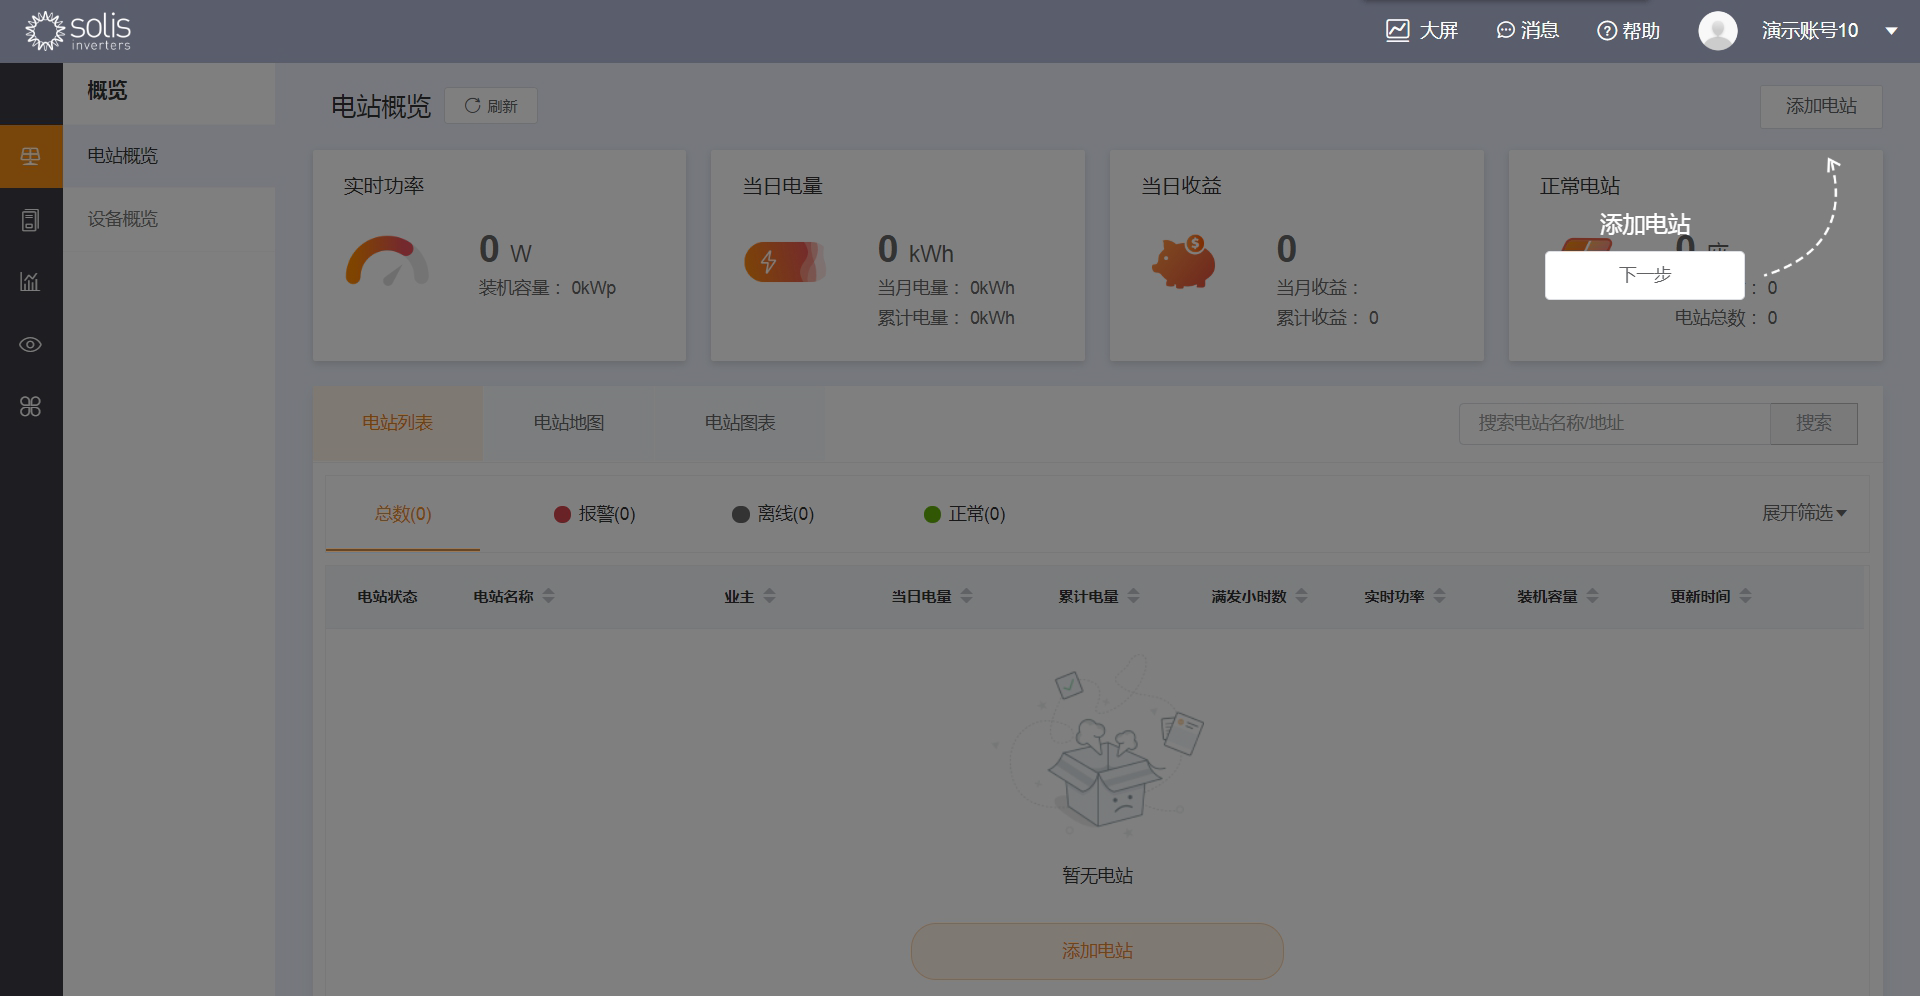 solis
inverters
大屏
消息
帮助
演示账号10
概览
电站概览
设备概览
电站概览
刷新
添加电站
实时功率
0 W
装机容量： 0kWp
当日电量
0 kWh
当月电量： 0kWh
累计电量： 0kWh
当日收益
0
当月收益：
累计收益： 0
正常电站
添加电站
0 座
下一步
： 0
电站总数： 0
电站列表
电站地图
电站图表
搜索电站名称/地址
搜索
总数(0)
报警(0)
离线(0)
正常(0)
展开筛选
电站状态
电站名称
业主
当日电量
累计电量
满发小时数
实时功率
装机容量
更新时间
暂无电站
添加电站